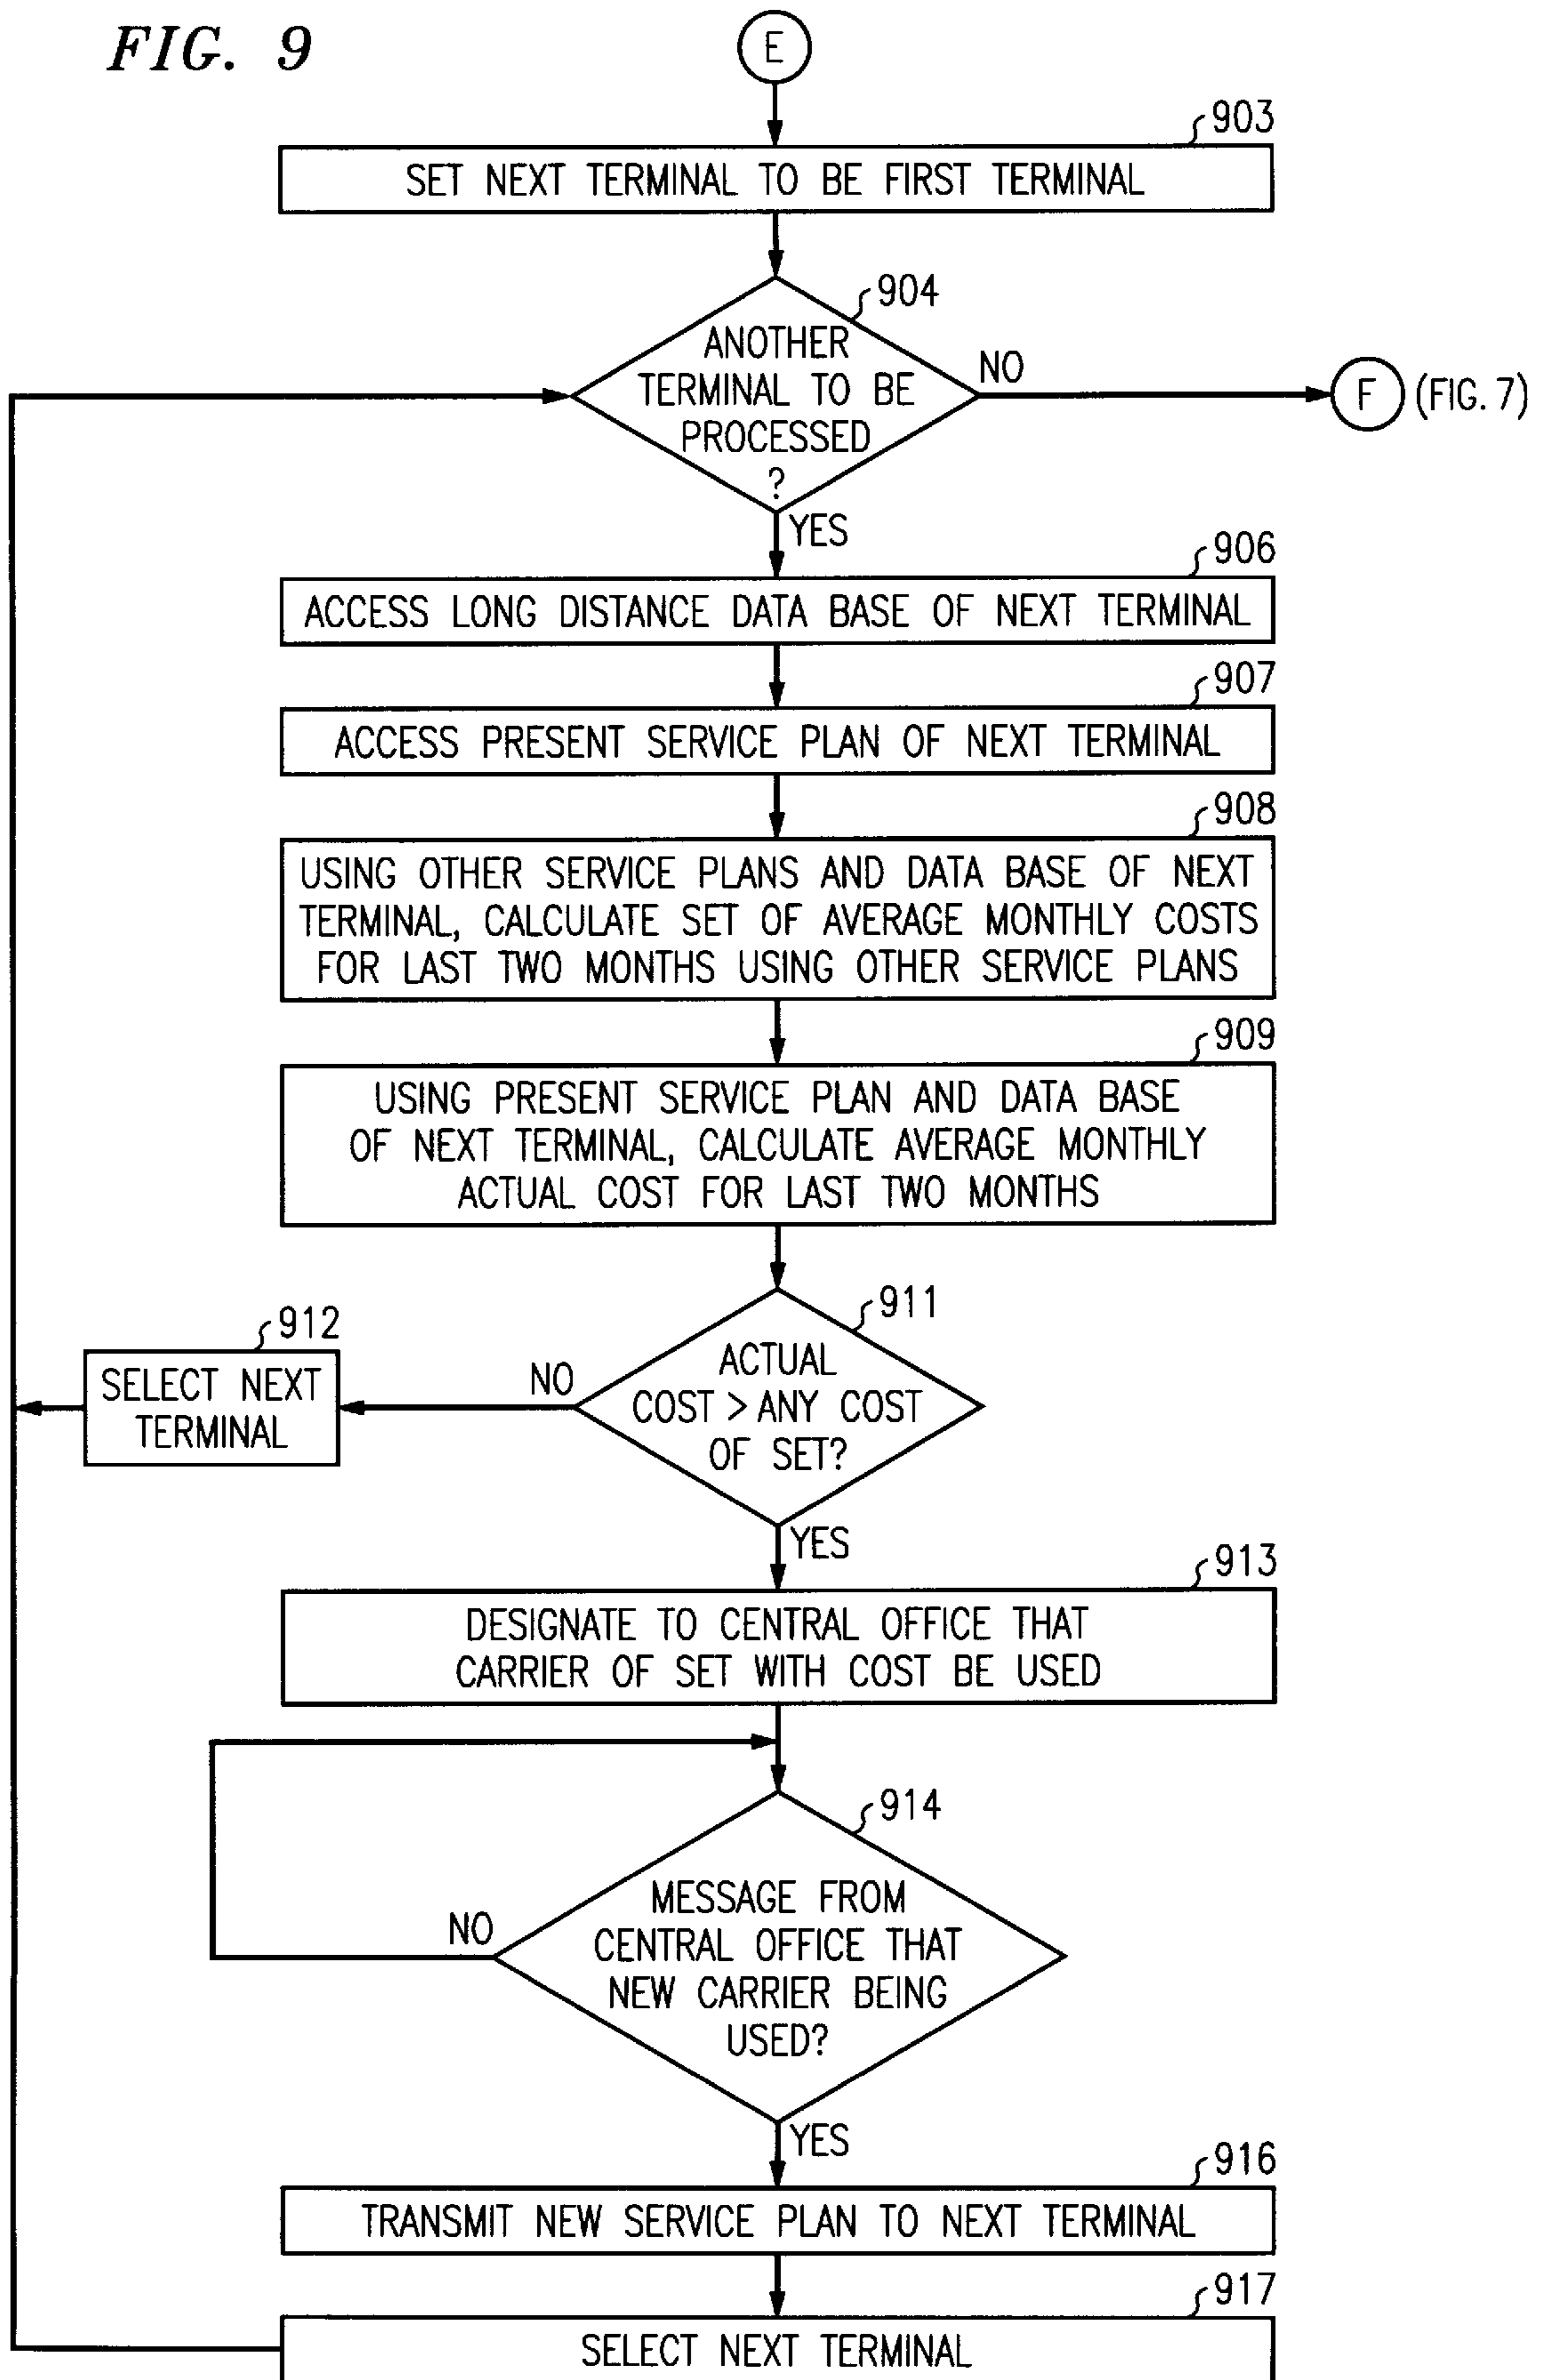 FIG. 9
E
903
SET NEXT TERMINAL TO BE FIRST TERMINAL
904
ANOTHER
TERMINAL TO BE
PROCESSED
?
NO
F (FIG. 7)
YES
906
ACCESS LONG DISTANCE DATA BASE OF NEXT TERMINAL
907
ACCESS PRESENT SERVICE PLAN OF NEXT TERMINAL
908
USING OTHER SERVICE PLANS AND DATA BASE OF NEXT
TERMINAL, CALCULATE SET OF AVERAGE MONTHLY COSTS
FOR LAST TWO MONTHS USING OTHER SERVICE PLANS
909
USING PRESENT SERVICE PLAN AND DATA BASE
OF NEXT TERMINAL, CALCULATE AVERAGE MONTHLY
ACTUAL COST FOR LAST TWO MONTHS
911
ACTUAL
COST > ANY COST
OF SET?
NO
912
SELECT NEXT
TERMINAL
YES
913
DESIGNATE TO CENTRAL OFFICE THAT
CARRIER OF SET WITH COST BE USED
914
MESSAGE FROM
CENTRAL OFFICE THAT
NEW CARRIER BEING
USED?
NO
YES
916
TRANSMIT NEW SERVICE PLAN TO NEXT TERMINAL
917
SELECT NEXT TERMINAL